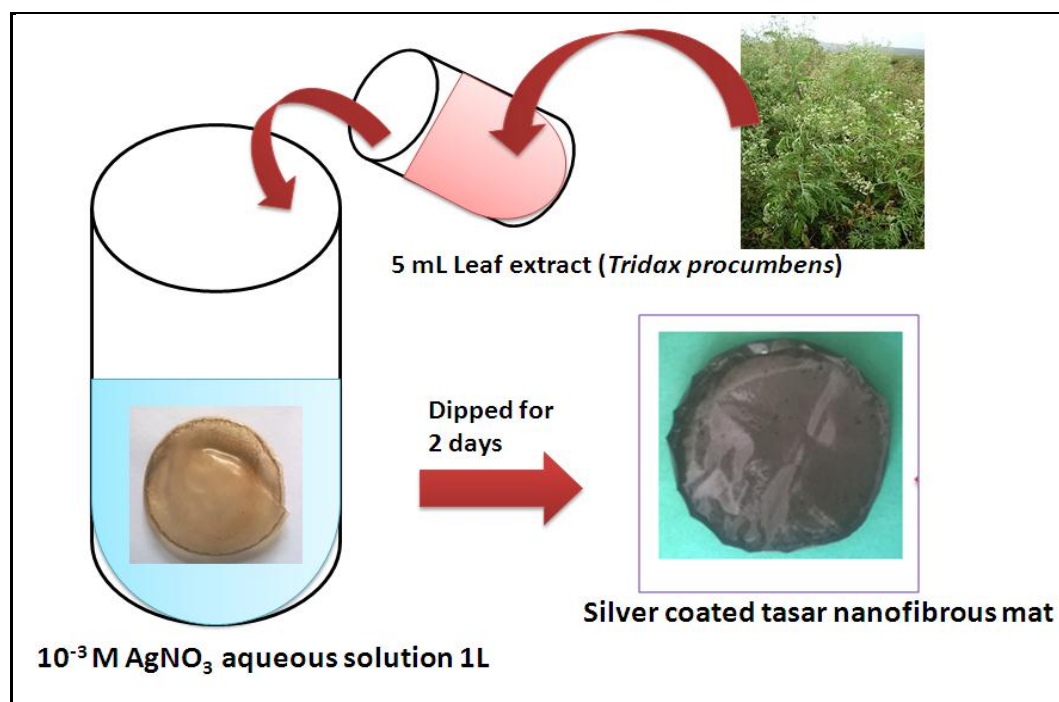 5 mL Leaf extract (Tridax procumbens)
Dipped for
2 days
Silver coated tasar nanofibrous mat
10⁻³ M AgNO₃ aqueous solution 1L